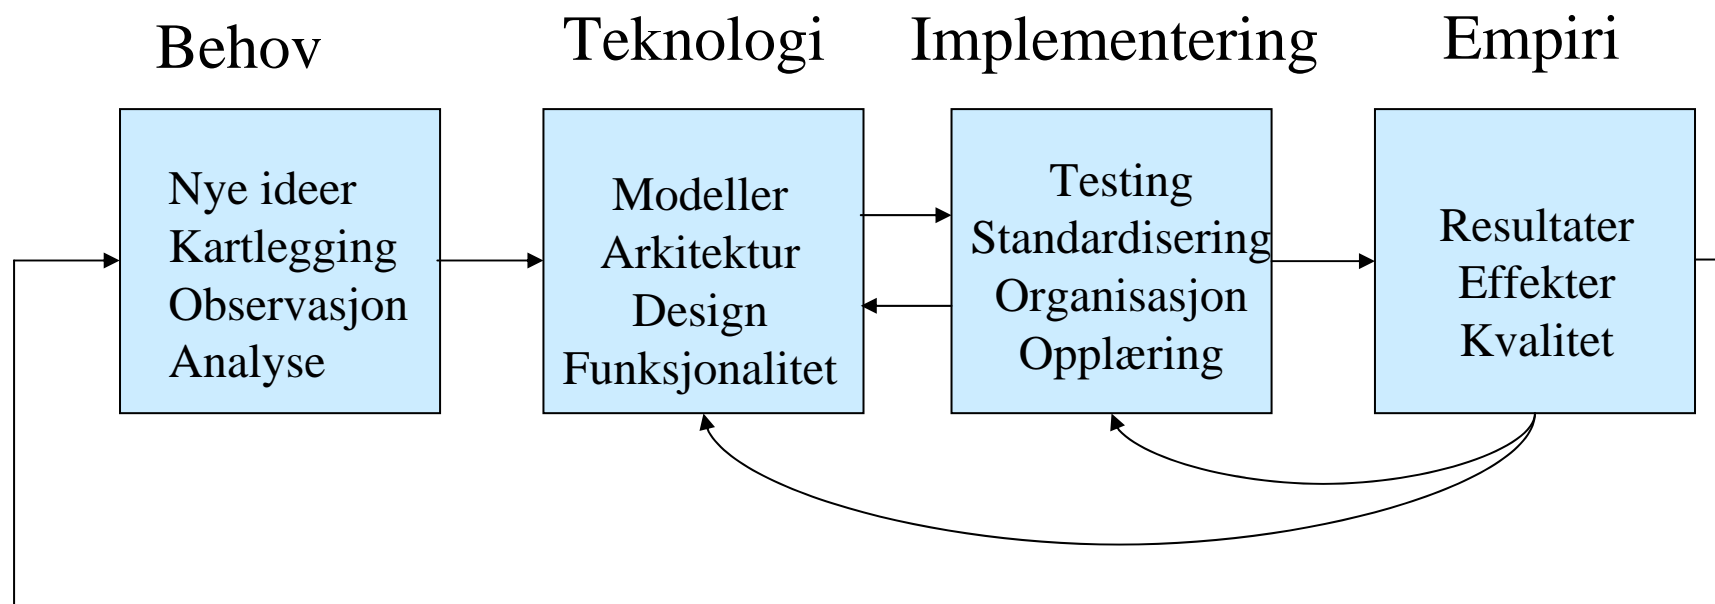 Behov
Teknologi
Implementering
Empiri
Nye ideer
Kartlegging
Observasjon
Analyse
Modeller
Arkitektur
Design
Funksjonalitet
Testing
Standardisering
Organisasjon
Opplæring
Resultater
Effekter
Kvalitet